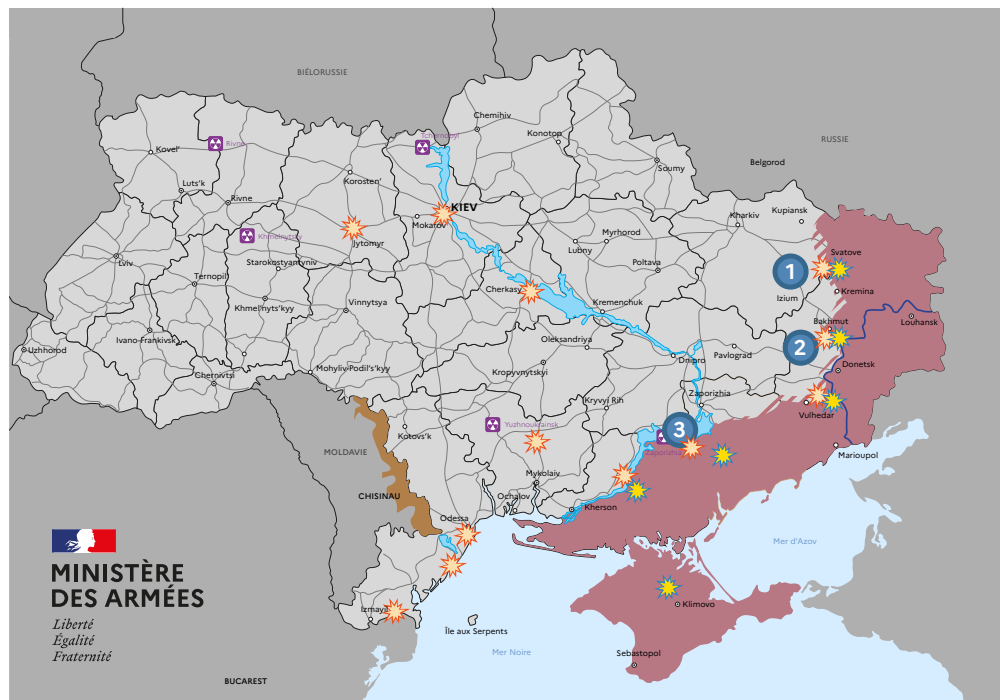 BIÉLORUSSIE
Chernihiv
Tchernobyl
Konotop
RUSSIE
Kovel'
Rivne
Soumy
Belgorod
Korosten'
Luts'k
Rivne
KIEV
Kupiansk
Kharkiv
Mokarov
Khmelnytsky
Jytomyr
Myrhorod
Lubny
Svatove
Lviv
Starokostyantyniv
Poltava
1
Ternopil
Cherkasy
Kremina
Izium
Vinnytsya
Kremenchuk
Khmel'nyts'kyy
Bakhmut
Louhansk
Ivano-Frankivsk
Oleksandriya
2
Uzhhorod
Dnipro
Pavlograd
Donetsk
Mohyliv-Podil's'kyy
Kropyvnytskyi
Chernivtsi
Zaporizhia
Kryvyi Rih
Vulhedar
Yuzhnoukrainsk
3
Kotovs'k
MOLDAVIE
Zaporizhia
Marioupol
Mykolaiv
CHISINAU
Ochalov
Kherson
Odessa
Mer d'Azov
MINISTÈRE
DES ARMÉES
Liberté
Égalité
Fraternité
Izmayil
Klimovo
Île aux Serpents
Mer Noire
Sebastopol
BUCAREST